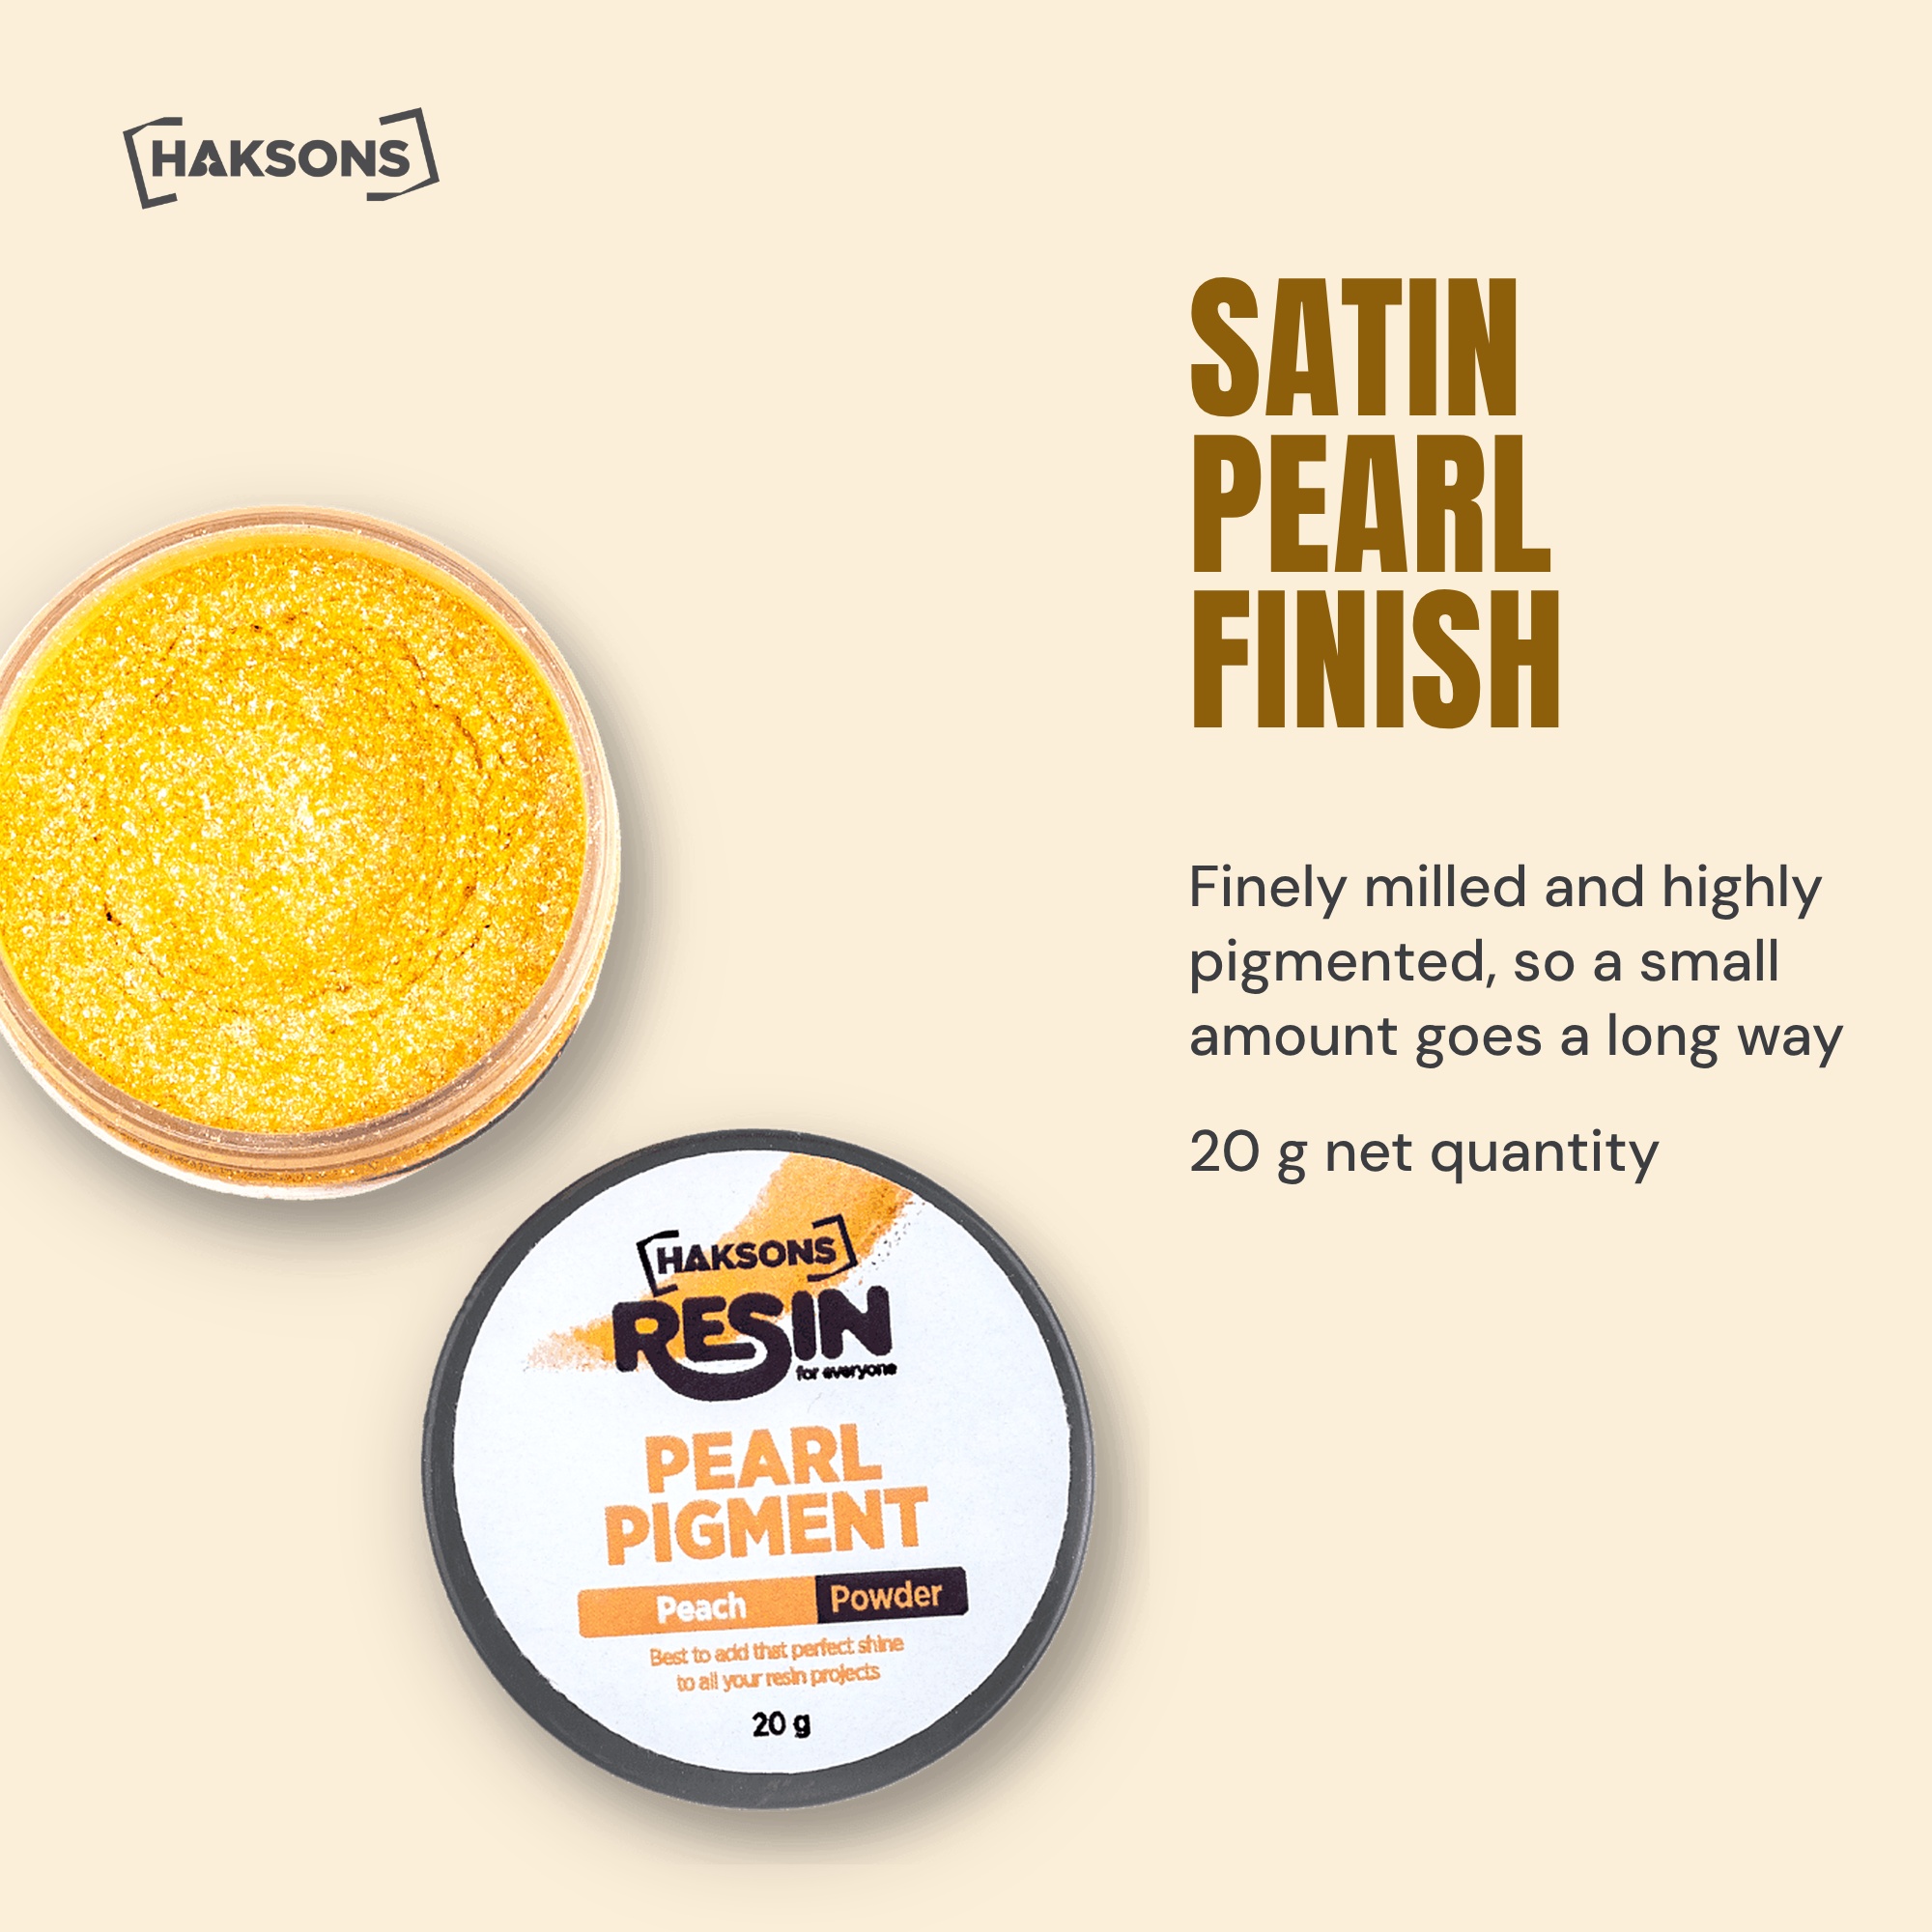 HAKSONS
SATIN
PEARL
FINISH
Finely milled and highly
pigmented, so a small
amount goes a long way
20 g net quantity
HAKSONS
RESIN
for everyone
PEARL
PIGMENT
Peach Powder
Best to add that perfect shine
to all your resin projects
20 g